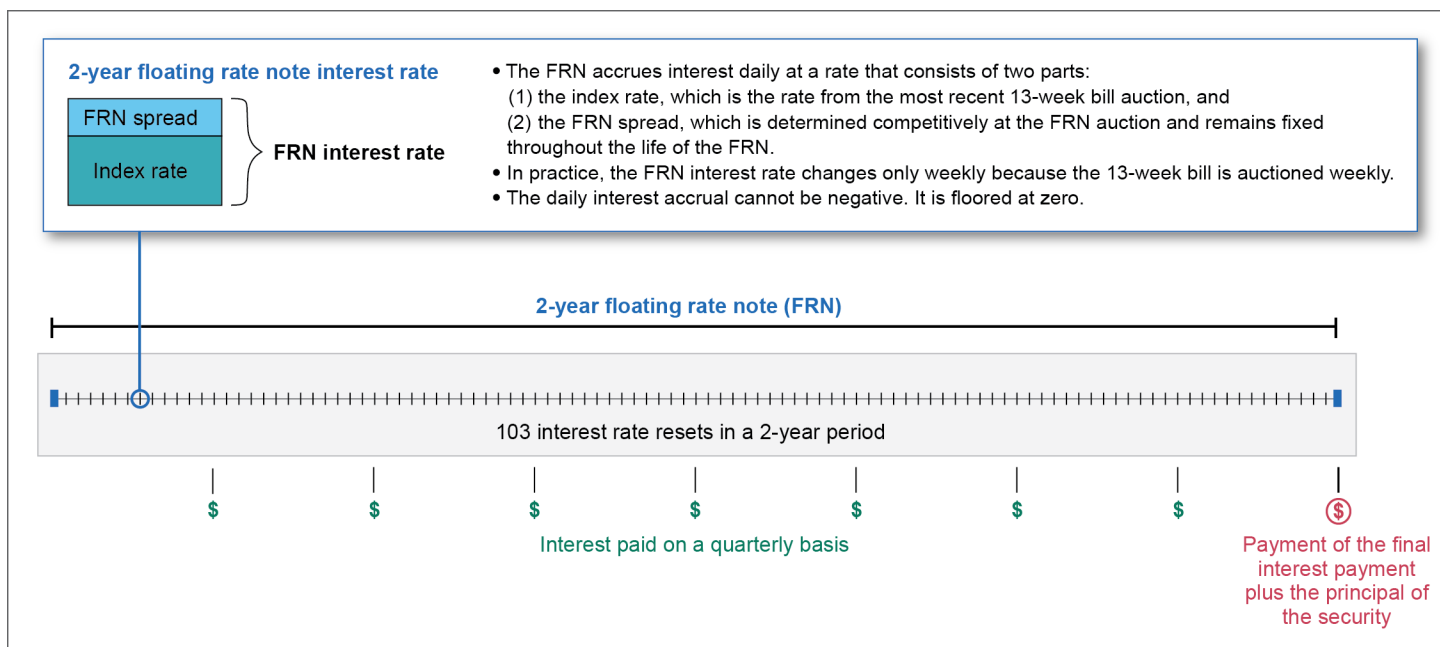 2-year floating rate note interest rate
FRN spread
Index rate
FRN interest rate
• The FRN accrues interest daily at a rate that consists of two parts:
(1) the index rate, which is the rate from the most recent 13-week bill auction, and
(2) the FRN spread, which is determined competitively at the FRN auction and remains fixed
throughout the life of the FRN.
• In practice, the FRN interest rate changes only weekly because the 13-week bill is auctioned weekly.
• The daily interest accrual cannot be negative. It is floored at zero.
2-year floating rate note (FRN)
103 interest rate resets in a 2-year period
$ $ $ $ $ $ $ $
Interest paid on a quarterly basis
Payment of the final
interest payment
plus the principal of
the security